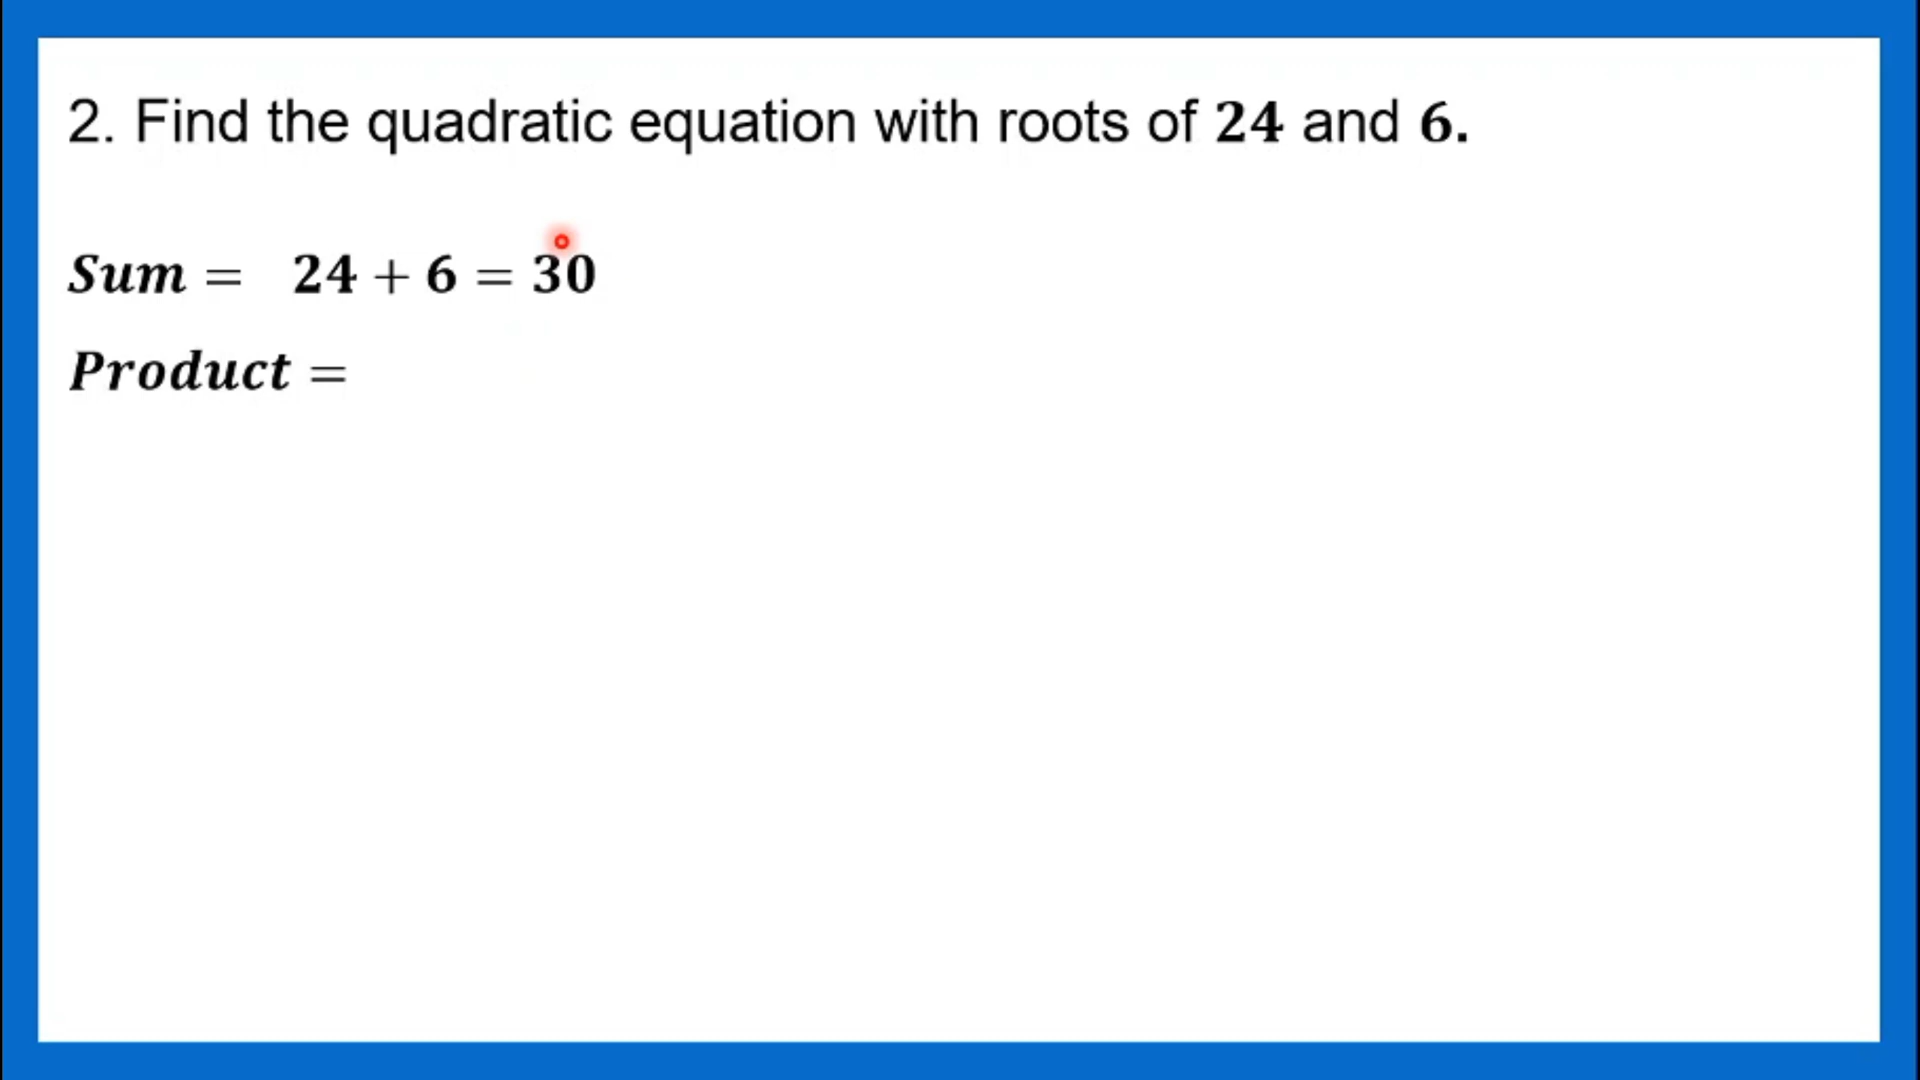 2. Find the quadratic equation with roots of 24 and 6.
Sum = 24 + 6 = 30
Product =